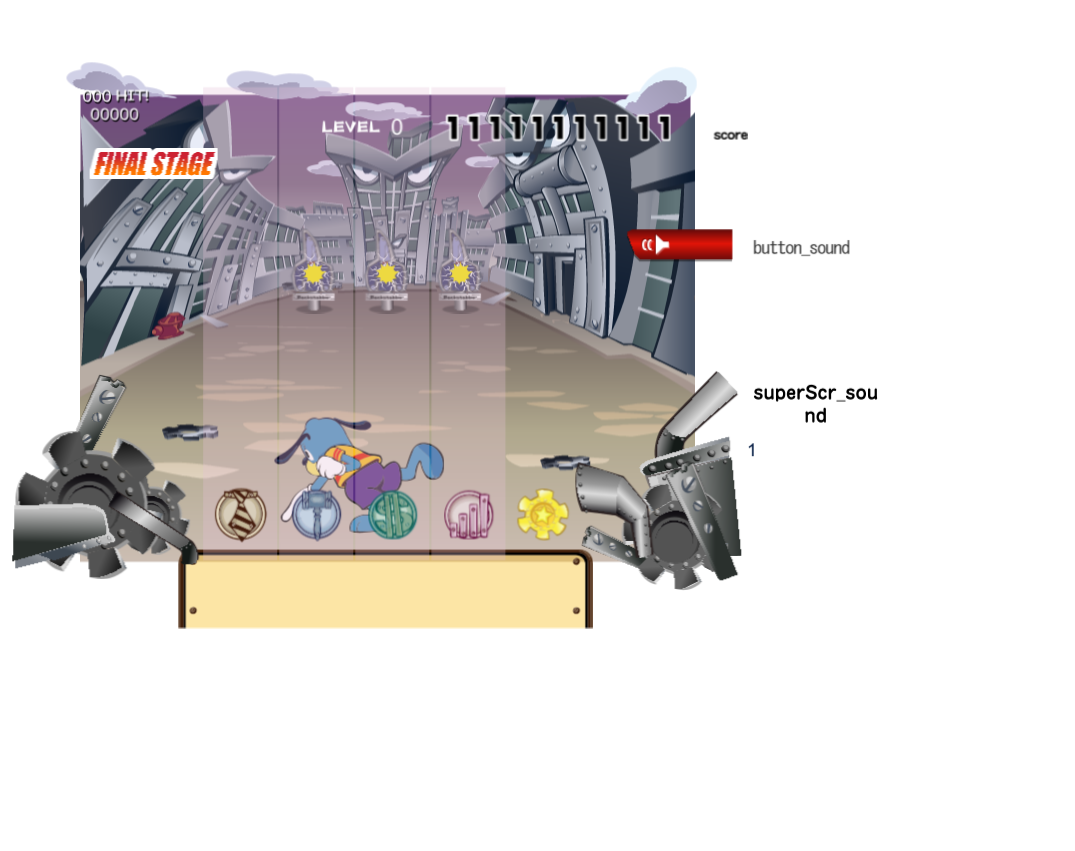 000 HIT!
00000
LEVEL 0
11111111111
score
FINAL STAGE
button_sound
superScr_sou
nd
1